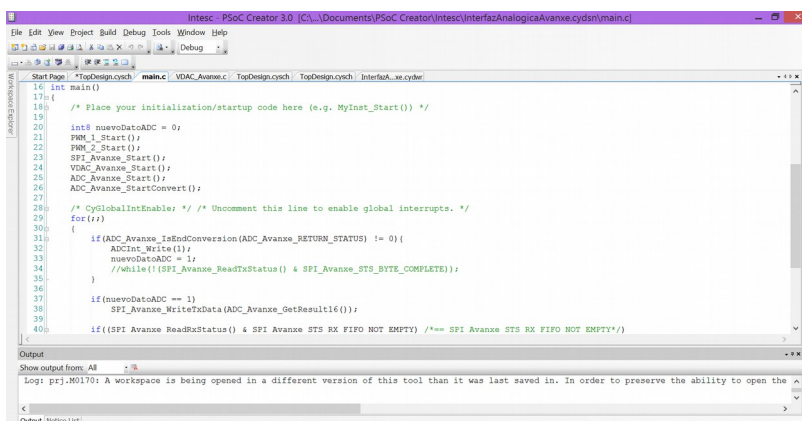 Intesc - PSoC Creator 3.0 [C:\...\Documents\PSoC Creator\Intesc\InterfazAnalogicaAvanxe.cydsn\main.c]
File Edit View Project Build Debug Tools Window Help
Debug
Start Page *TopDesign.cysch main.c VDAC_Avanxe.c TopDesign.cysch TopDesign.cysch InterfazA...xe.cydwr
Workspace Explorer
16 int main()
17 {
18 /* Place your initialization/startup code here (e.g. MyInst_Start()) */
19
20 int8 nuevoDatoADC = 0;
21 PWM_1_Start();
22 PWM_2_Start();
23 SPI_Avanxe_Start();
24 VDAC_Avanxe_Start();
25 ADC_Avanxe_Start();
26 ADC_Avanxe_StartConvert();
27
28 /* CyGlobalIntEnable; */ /* Uncomment this line to enable global interrupts. */
29 for(;;)
30 {
31 if(ADC_Avanxe_IsEndConversion(ADC_Avanxe_RETURN_STATUS) != 0){
32 ADCInt_Write(1);
33 nuevoDatoADC = 1;
34 //while(!(SPI_Avanxe_ReadTxStatus() & SPI_Avanxe_STS_BYTE_COMPLETE));
35 }
36
37 if(nuevoDatoADC == 1)
38 SPI_Avanxe_WriteTxData(ADC_Avanxe_GetResult16());
39
40 if((SPI_Avanxe_ReadRxStatus() & SPI_Avanxe_STS_RX_FIFO_NOT_EMPTY) /*== SPI_Avanxe_STS_RX_FIFO_NOT_EMPTY*/)
Output
Show output from: All
Log: prj.M0170: A workspace is being opened in a different version of this tool than it was last saved in. In order to preserve the ability to open the
Output Notice List